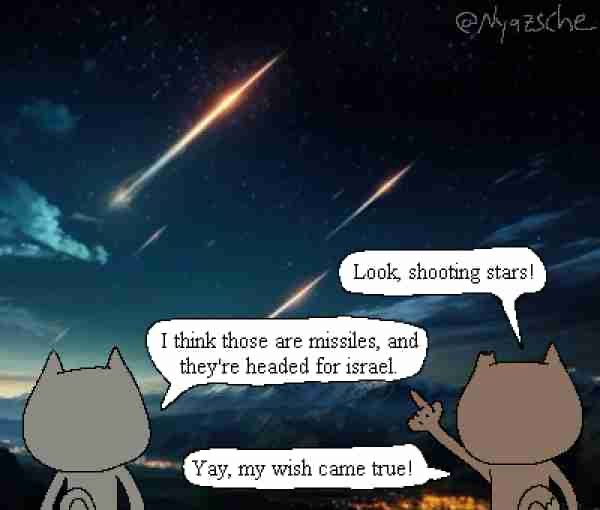 @Nyazsche
Look, shooting stars!
I think those are missiles, and
they're headed for israel.
Yay, my wish came true!